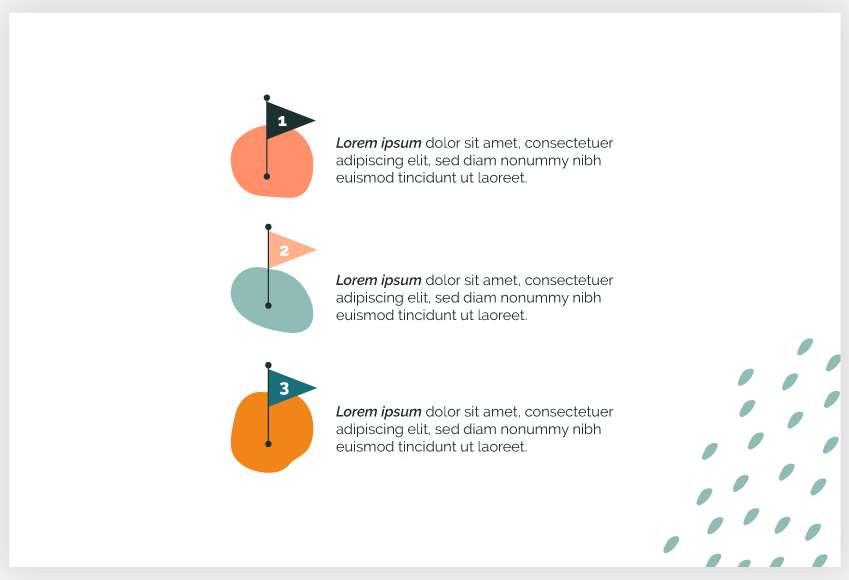 1
Lorem ipsum dolor sit amet, consectetuer
adipiscing elit, sed diam nonummy nibh
euismod tincidunt ut laoreet.
2
Lorem ipsum dolor sit amet, consectetuer
adipiscing elit, sed diam nonummy nibh
euismod tincidunt ut laoreet.
3
Lorem ipsum dolor sit amet, consectetuer
adipiscing elit, sed diam nonummy nibh
euismod tincidunt ut laoreet.